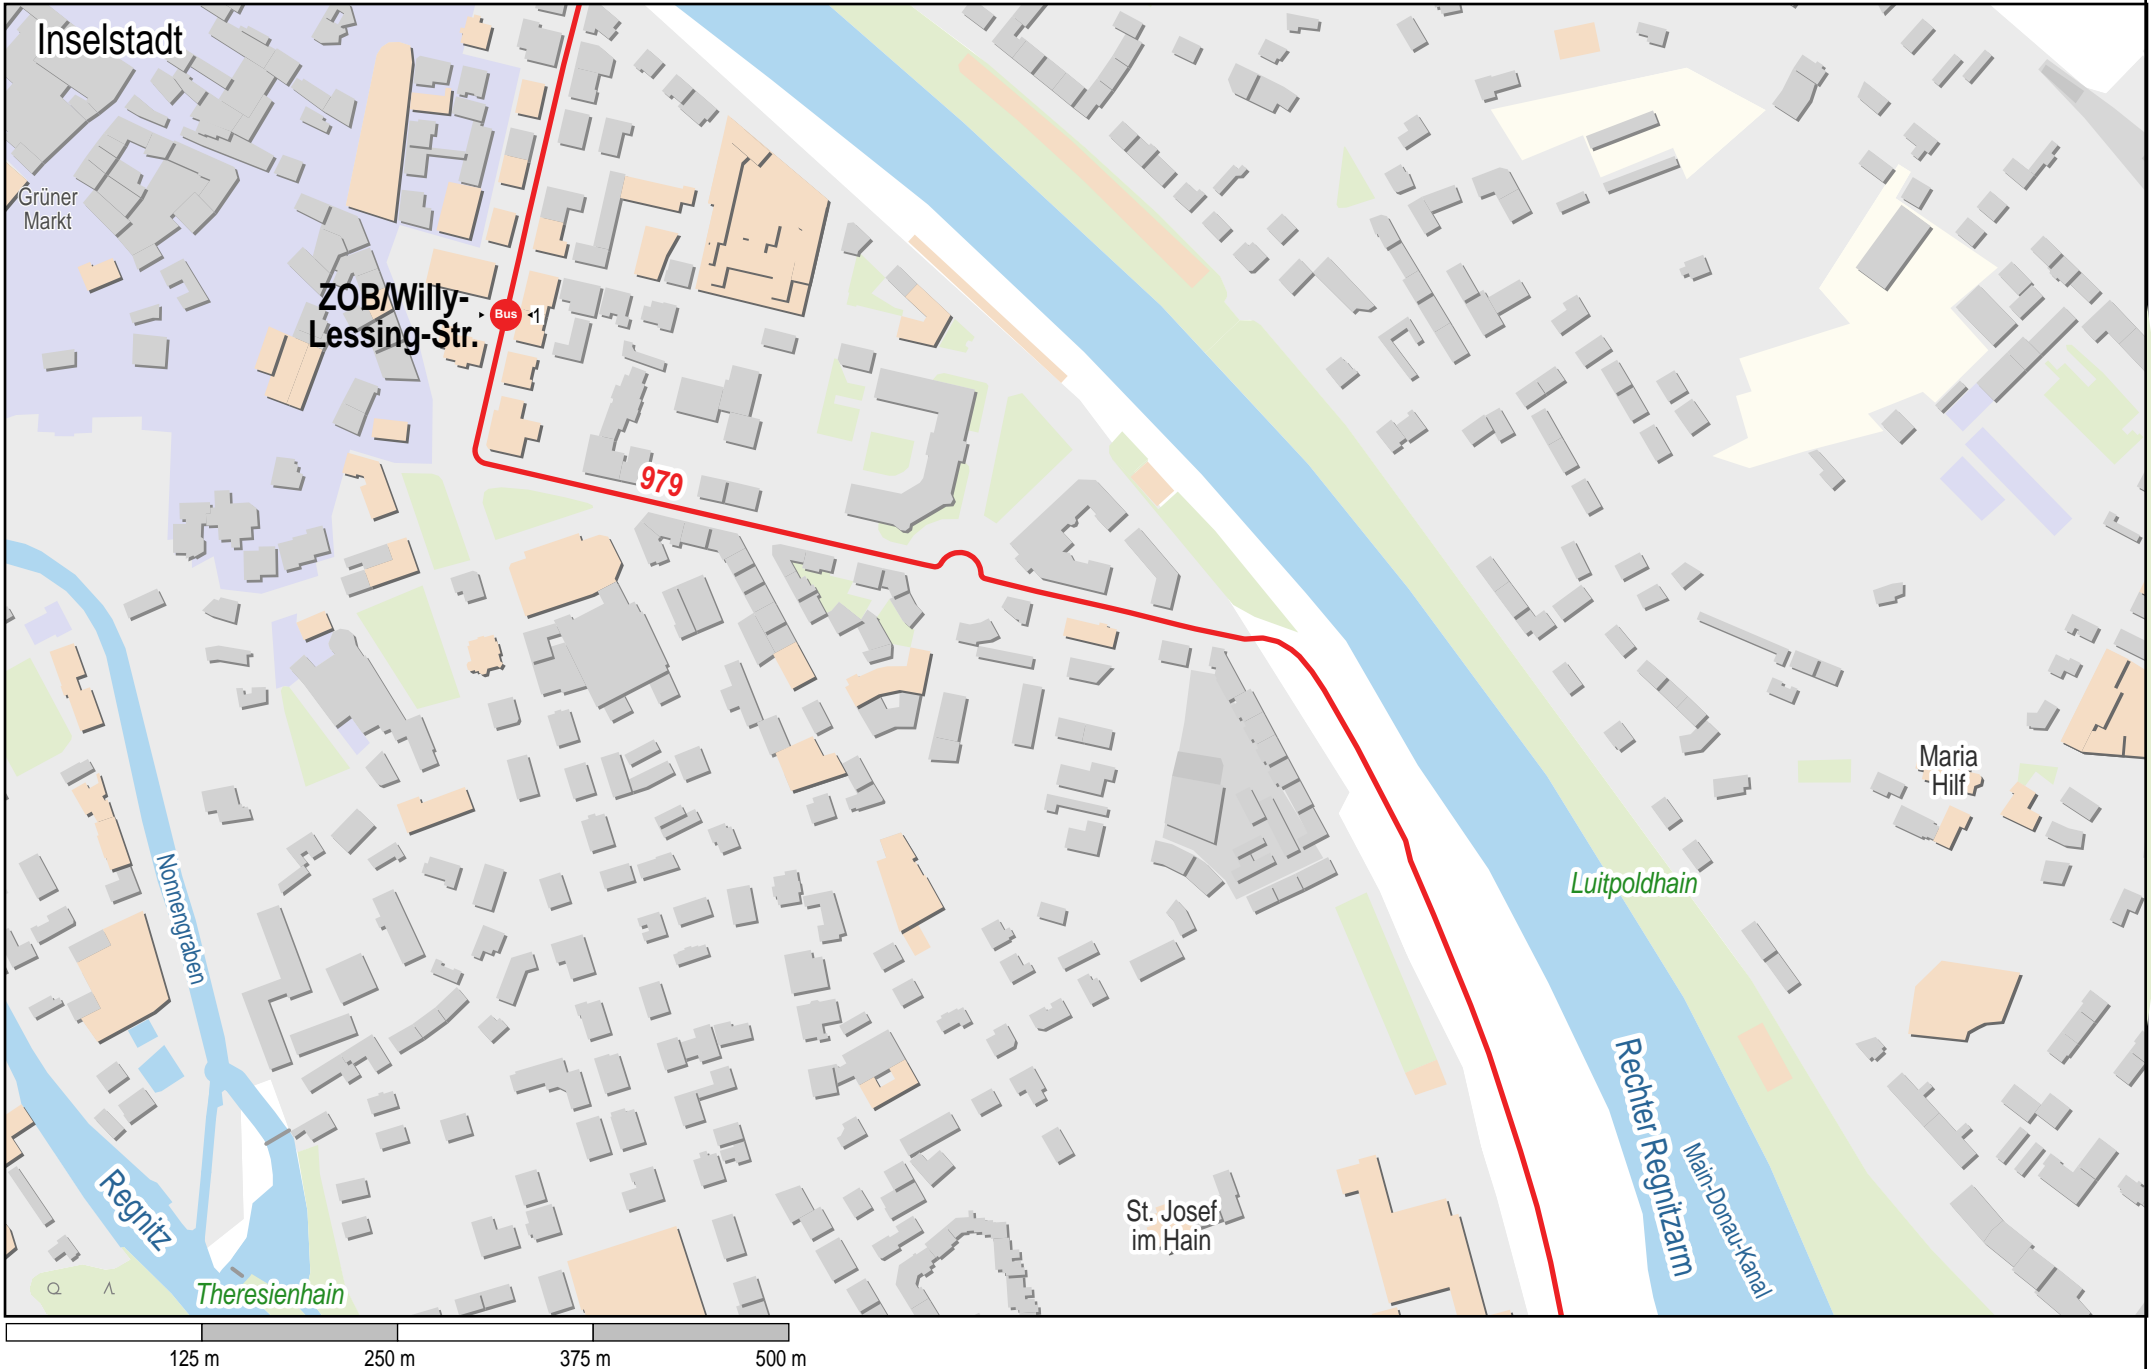 Inselstadt
Grüner
Markt
ZOB/Willy-
Lessing-Str.
Bus
1
979
Maria
Hilf
Luitpoldhain
Nonnengraben
Rechter Regnitzarm
Main-Donau-Kanal
Regnitz
St. Josef
im Hain
Theresienhain
125 m
250 m
375 m
500 m